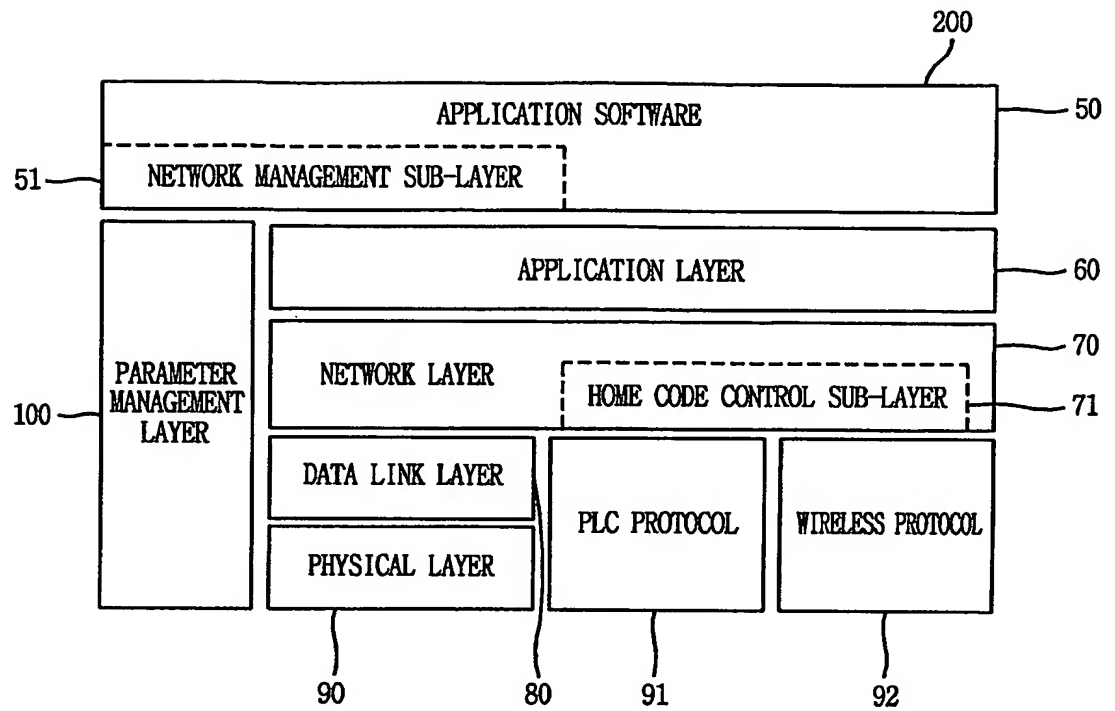 200
APPLICATION SOFTWARE
50
NETWORK MANAGEMENT SUB-LAYER
51
APPLICATION LAYER
60
NETWORK LAYER
70
HOME CODE CONTROL SUB-LAYER
71
PARAMETER
MANAGEMENT
LAYER
100
DATA LINK LAYER
PLC PROTOCOL
WIRELESS PROTOCOL
PHYSICAL LAYER
90
80
91
92